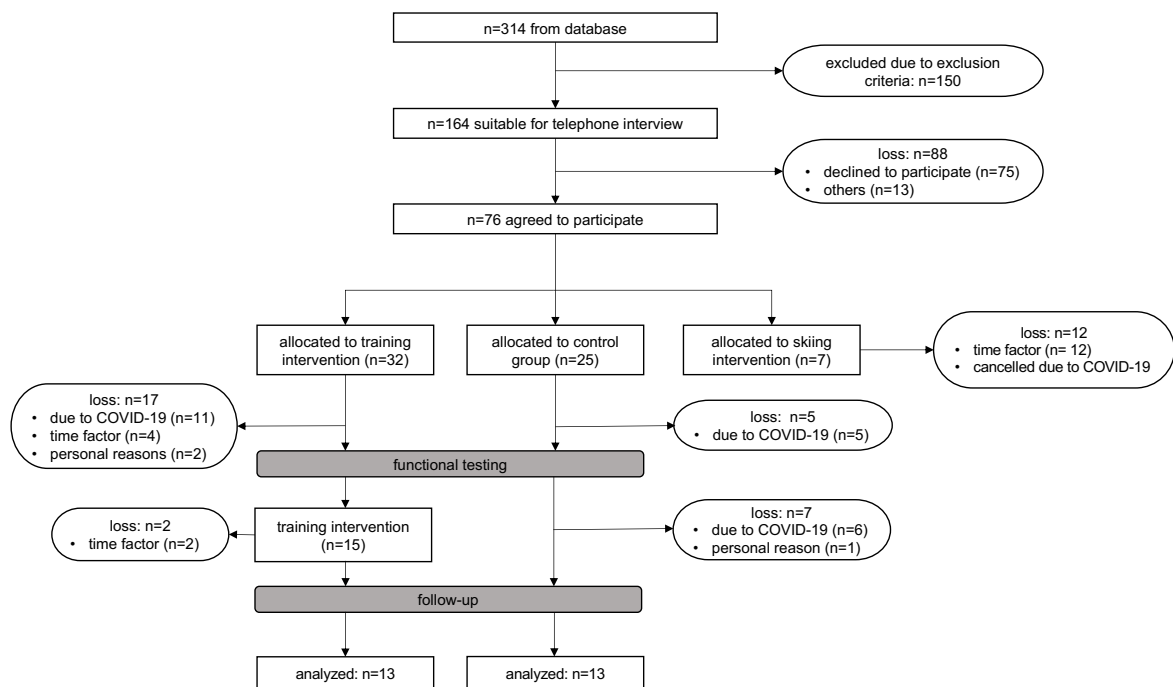 n=314 from database
excluded due to exclusion
criteria: n=150
n=164 suitable for telephone interview
loss: n=88
• declined to participate (n=75)
• others (n=13)
n=76 agreed to participate
allocated to training
intervention (n=32)
allocated to control
group (n=25)
allocated to skiing
intervention (n=7)
loss: n=12
• time factor (n= 12)
• cancelled due to COVID-19
loss: n=17
• due to COVID-19 (n=11)
• time factor (n=4)
• personal reasons (n=2)
loss: n=5
• due to COVID-19 (n=5)
functional testing
loss: n=2
• time factor (n=2)
training intervention
(n=15)
loss: n=7
• due to COVID-19 (n=6)
• personal reason (n=1)
follow-up
analyzed: n=13
analyzed: n=13